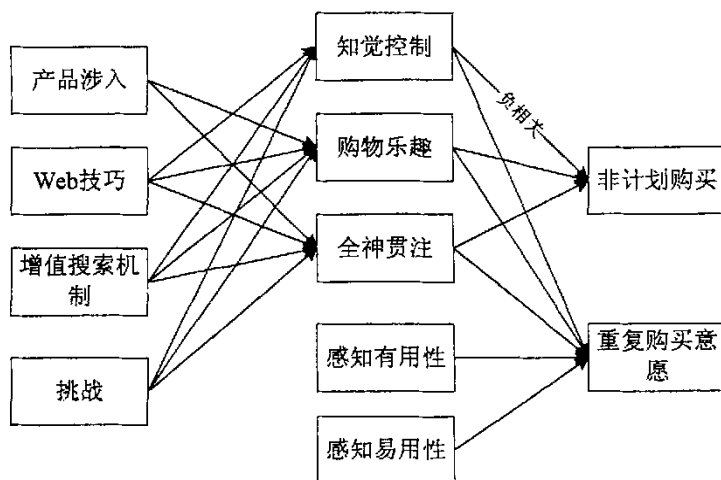 知觉控制
产品涉入
负相关
购物乐趣
Web技巧
非计划购买
全神贯注
增值搜索机
制
感知有用性
重复购买意
愿
挑战
感知易用性